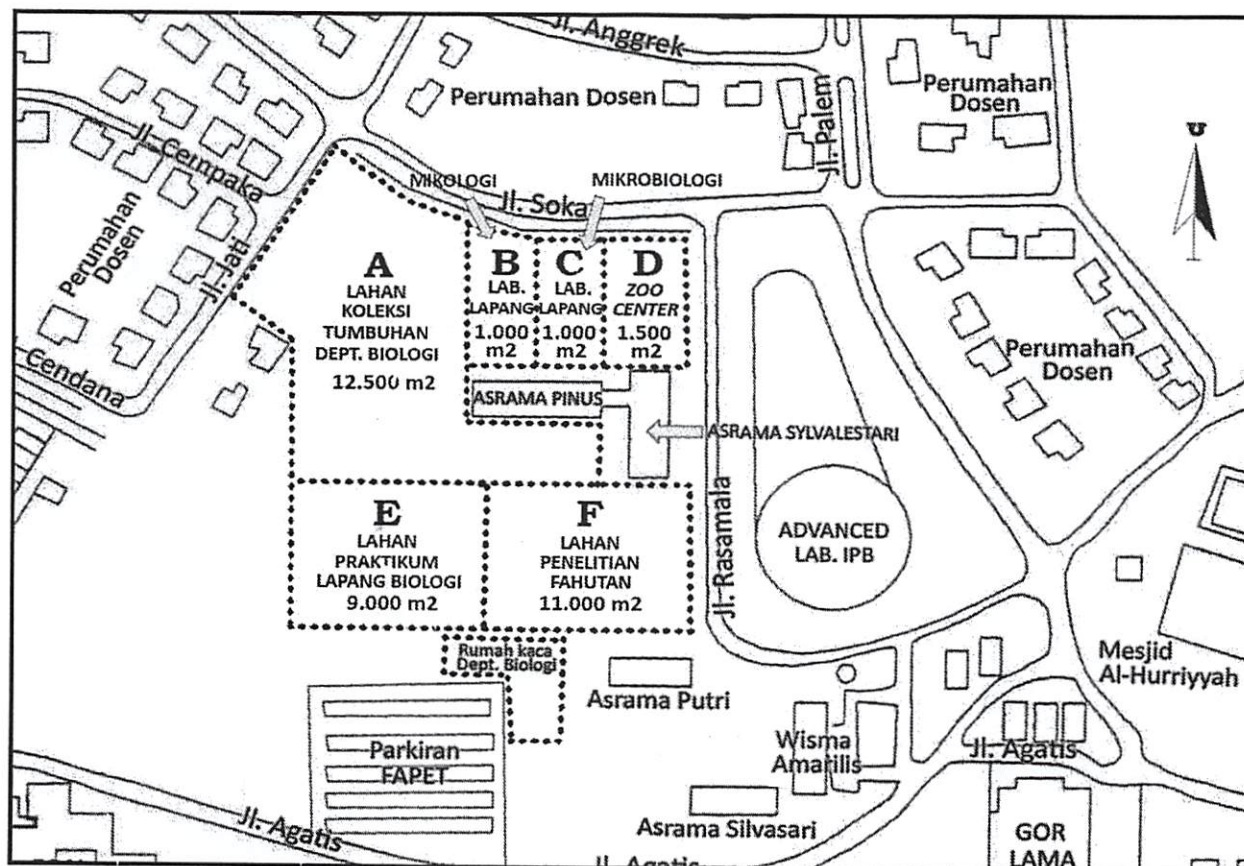 Jl. Anggrek
Perumahan Dosen
Jl. Palem
Perumahan
Dosen
U
Jl. Cempaka
MIKOLOGI
MIKROBIOLOGI
Jl. Soka
Perumahan
Dosen
Jl. Jati
A
LAHAN
KOLEKSI
TUMBUHAN
DEPT. BIOLOGI
12.500 m2
B
LAB.
LAPANG
1.000
m2
C
LAB.
LAPANG
1.000
m2
D
ZOO
CENTER
1.500
m2
Cendana
ASRAMA PINUS
ASRAMA SYLVALESTARI
Perumahan
Dosen
E
LAHAN
PRAKTIKUM
LAPANG BIOLOGI
9.000 m2
F
LAHAN
PENELITIAN
FAHUTAN
11.000 m2
Jl. Rasamala
ADVANCED
LAB. IPB
Rumah kaca
Dept. Biologi
Asrama Putri
Mesjid
Al-Hurriyyah
Parkiran
FAPET
Wisma
Amarilis
Jl. Agatis
Jl. Agatis
Asrama Silvasari
Jl. Agatis
GOR
LAMA